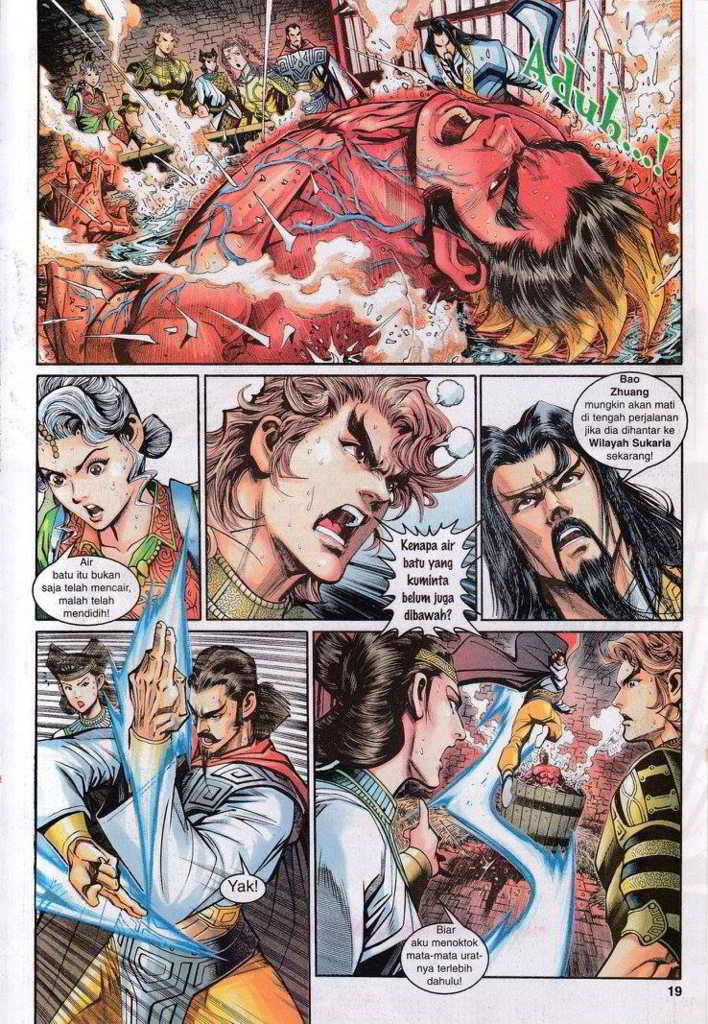 Aduh...!
Air
batu itu bukan
saja telah mencair,
malah telah
mendidih!
Kenapa air
batu yang
kuminta
belum juga
dibawah?
Bao
Zhuang
mungkin akan mati
di tengah perjalanan
jika dia dihantar ke
Wilayah Sukaria
sekarang!
Yak!
Biar
aku menoktok
mata-mata urat-
nya terlebih
dahulu!
19